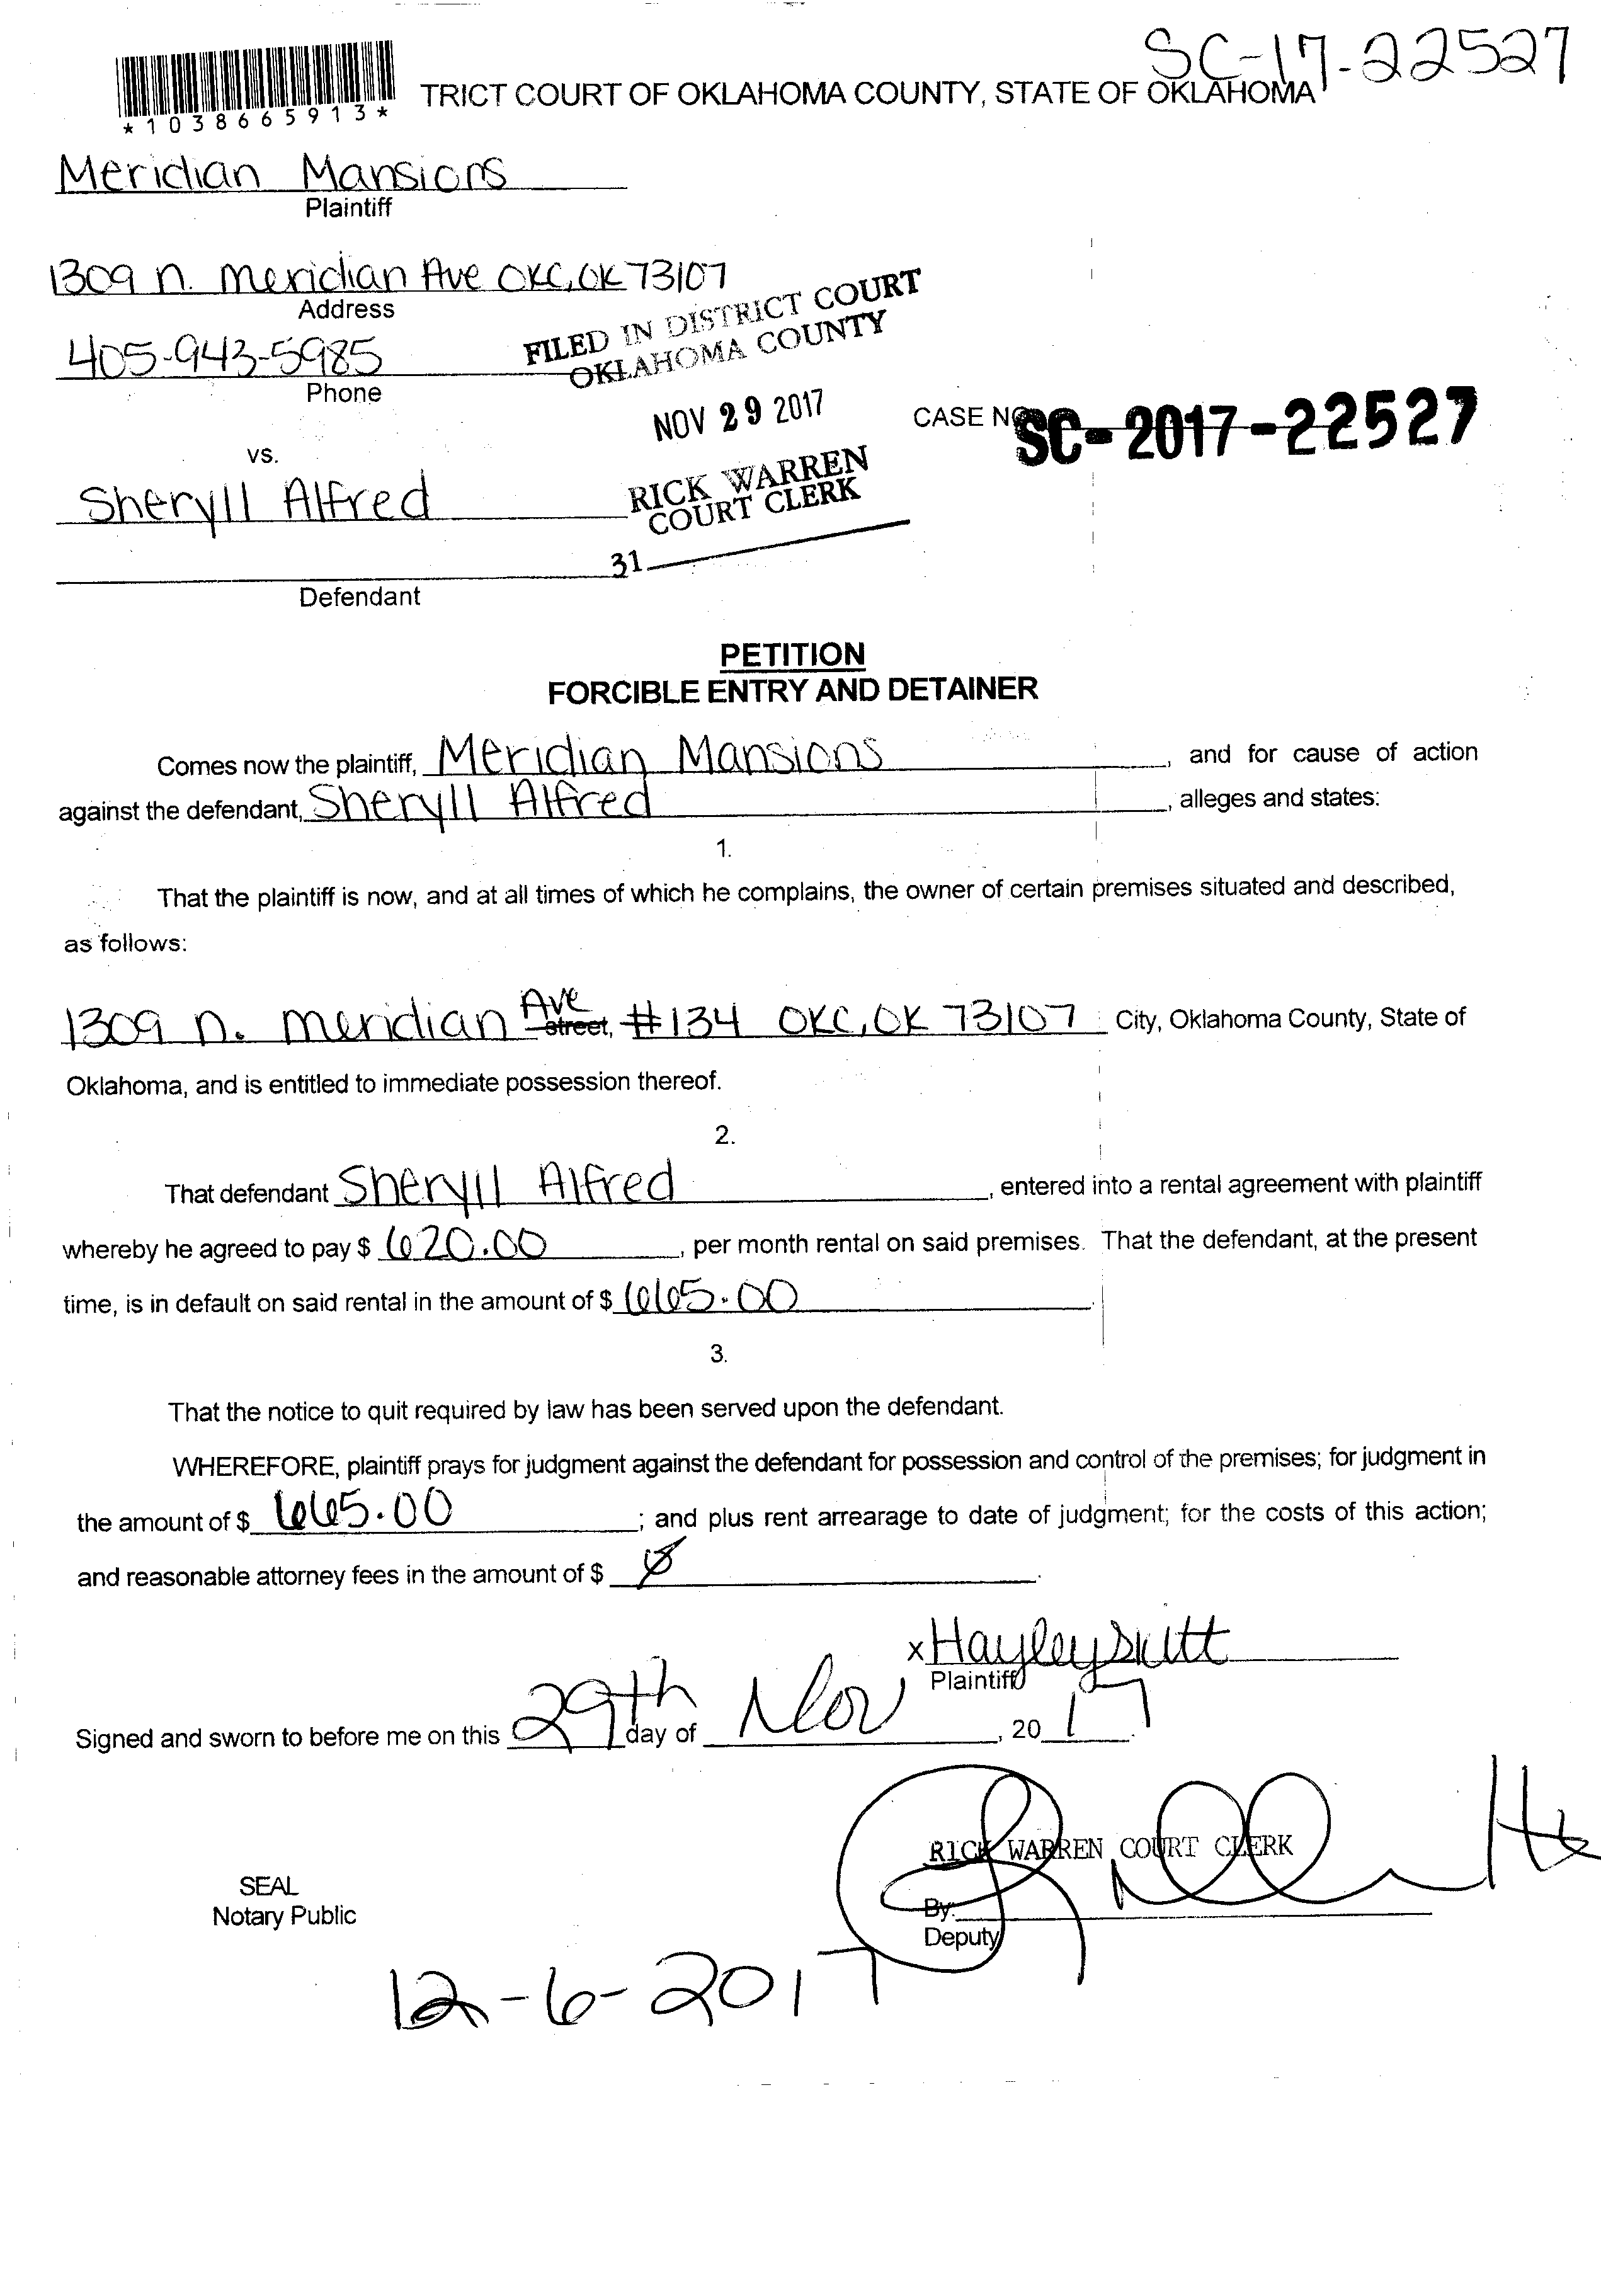 SC-17-22527
*1038665913*
TRICT COURT OF OKLAHOMA COUNTY, STATE OF OKLAHOMA
Meridian Mansions
Plaintiff
1309 n. Meridian Ave OKC, OK 73107
Address
405-943-5985
Phone
FILED IN DISTRICT COURT
OKLAHOMA COUNTY
NOV 29 2017
CASE NO
SC-2017-22527
vs.
Sheryll Alfred
RICK WARREN
COURT CLERK
31
Defendant
PETITION
FORCIBLE ENTRY AND DETAINER
Comes now the plaintiff, Meridian Mansions, and for cause of action
against the defendant, Sheryll Alfred, alleges and states:
1.
That the plaintiff is now, and at all times of which he complains, the owner of certain premises situated and described,
as follows:
1309 n. Meridian Ave street, #134 OKC, OK 73107 City, Oklahoma County, State of
Oklahoma, and is entitled to immediate possession thereof.
2.
That defendant Sheryll Alfred, entered into a rental agreement with plaintiff
whereby he agreed to pay $ 620.00, per month rental on said premises. That the defendant, at the present
time, is in default on said rental in the amount of $ 665.00.
3.
That the notice to quit required by law has been served upon the defendant.
WHEREFORE, plaintiff prays for judgment against the defendant for possession and control of the premises; for judgment in
the amount of $ 665.00; and plus rent arrearage to date of judgment; for the costs of this action;
and reasonable attorney fees in the amount of $ Ø.
x Hayley
Plaintiff
Signed and sworn to before me on this 29th day of Nov, 20 17.
RICK WARREN COURT CLERK
SEAL
Notary Public
By:
Deputy
12-6-2017